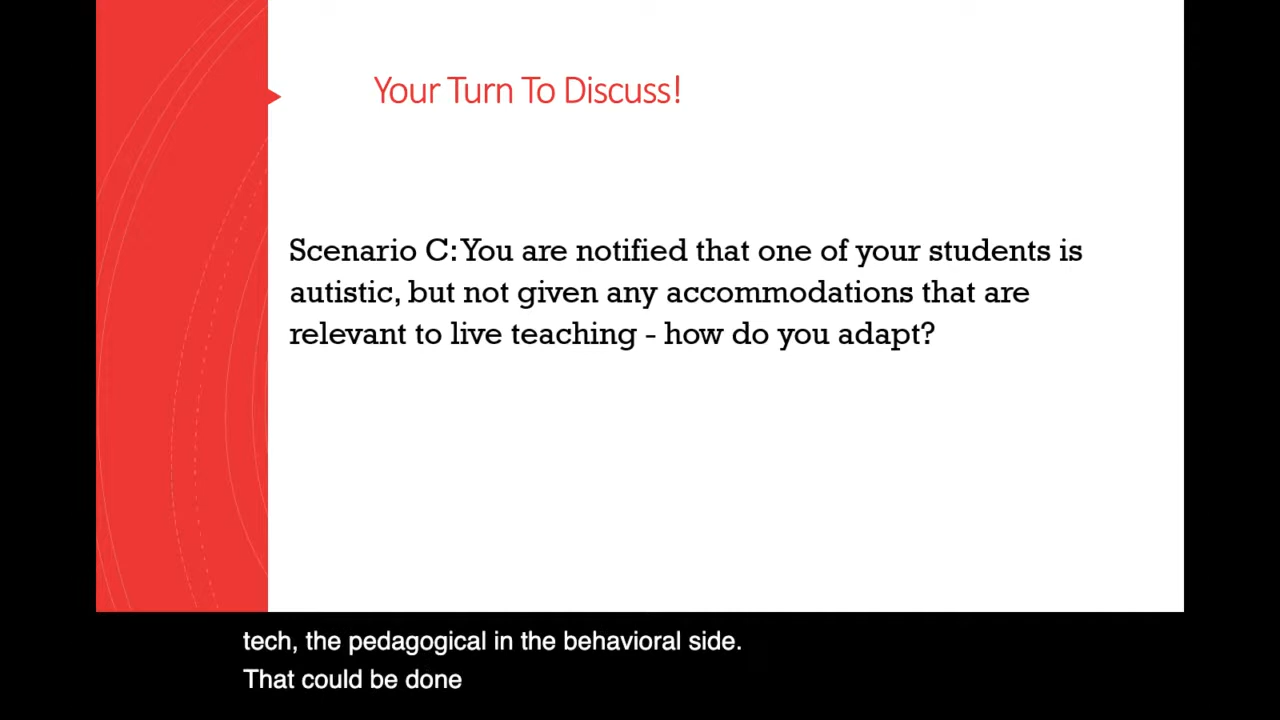 Your Turn To Discuss!
Scenario C: You are notified that one of your students is
autistic, but not given any accommodations that are
relevant to live teaching - how do you adapt?
tech, the pedagogical in the behavioral side.
That could be done